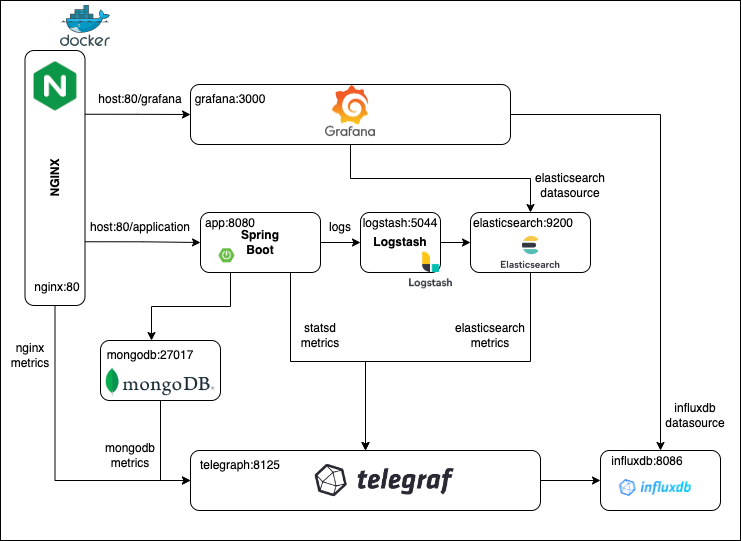 docker
N
host:80/grafana
grafana:3000
Grafana
NGINX
elasticsearch
datasource
host:80/application
app:8080
Spring
Boot
logs
logstash:5044
Logstash
Logstash
elasticsearch:9200
Elasticsearch
nginx:80
nginx
metrics
statsd
metrics
elasticsearch
metrics
mongodb:27017
mongoDB.
influxdb
datasource
mongodb
metrics
telegraph:8125
telegraf
influxdb:8086
influxdb